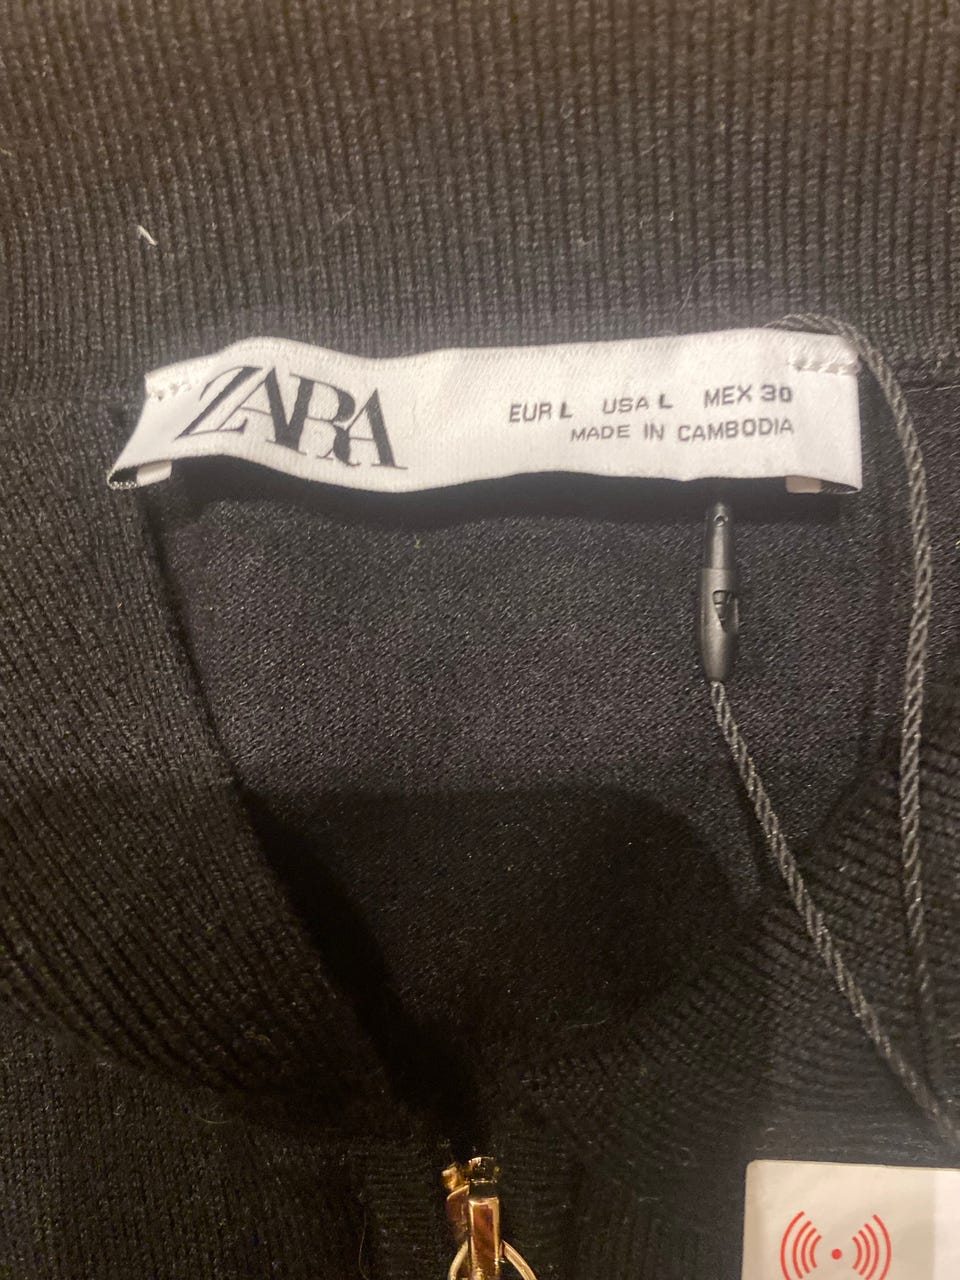 ZARA
EUR L USA L MEX 30
MADE IN CAMBODIA